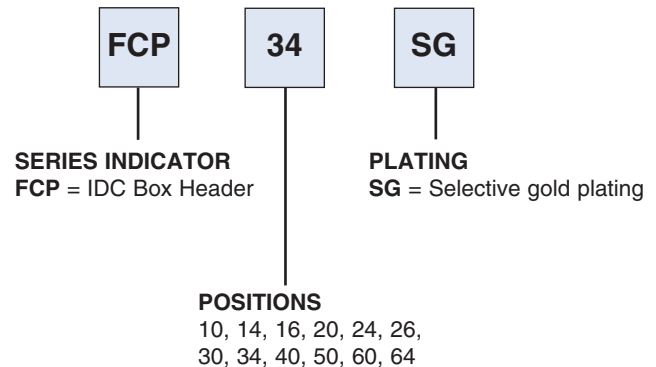 FCP 34 SG
SERIES INDICATOR
FCP = IDC Box Header
PLATING
SG = Selective gold plating
POSITIONS
10, 14, 16, 20, 24, 26,
30, 34, 40, 50, 60, 64